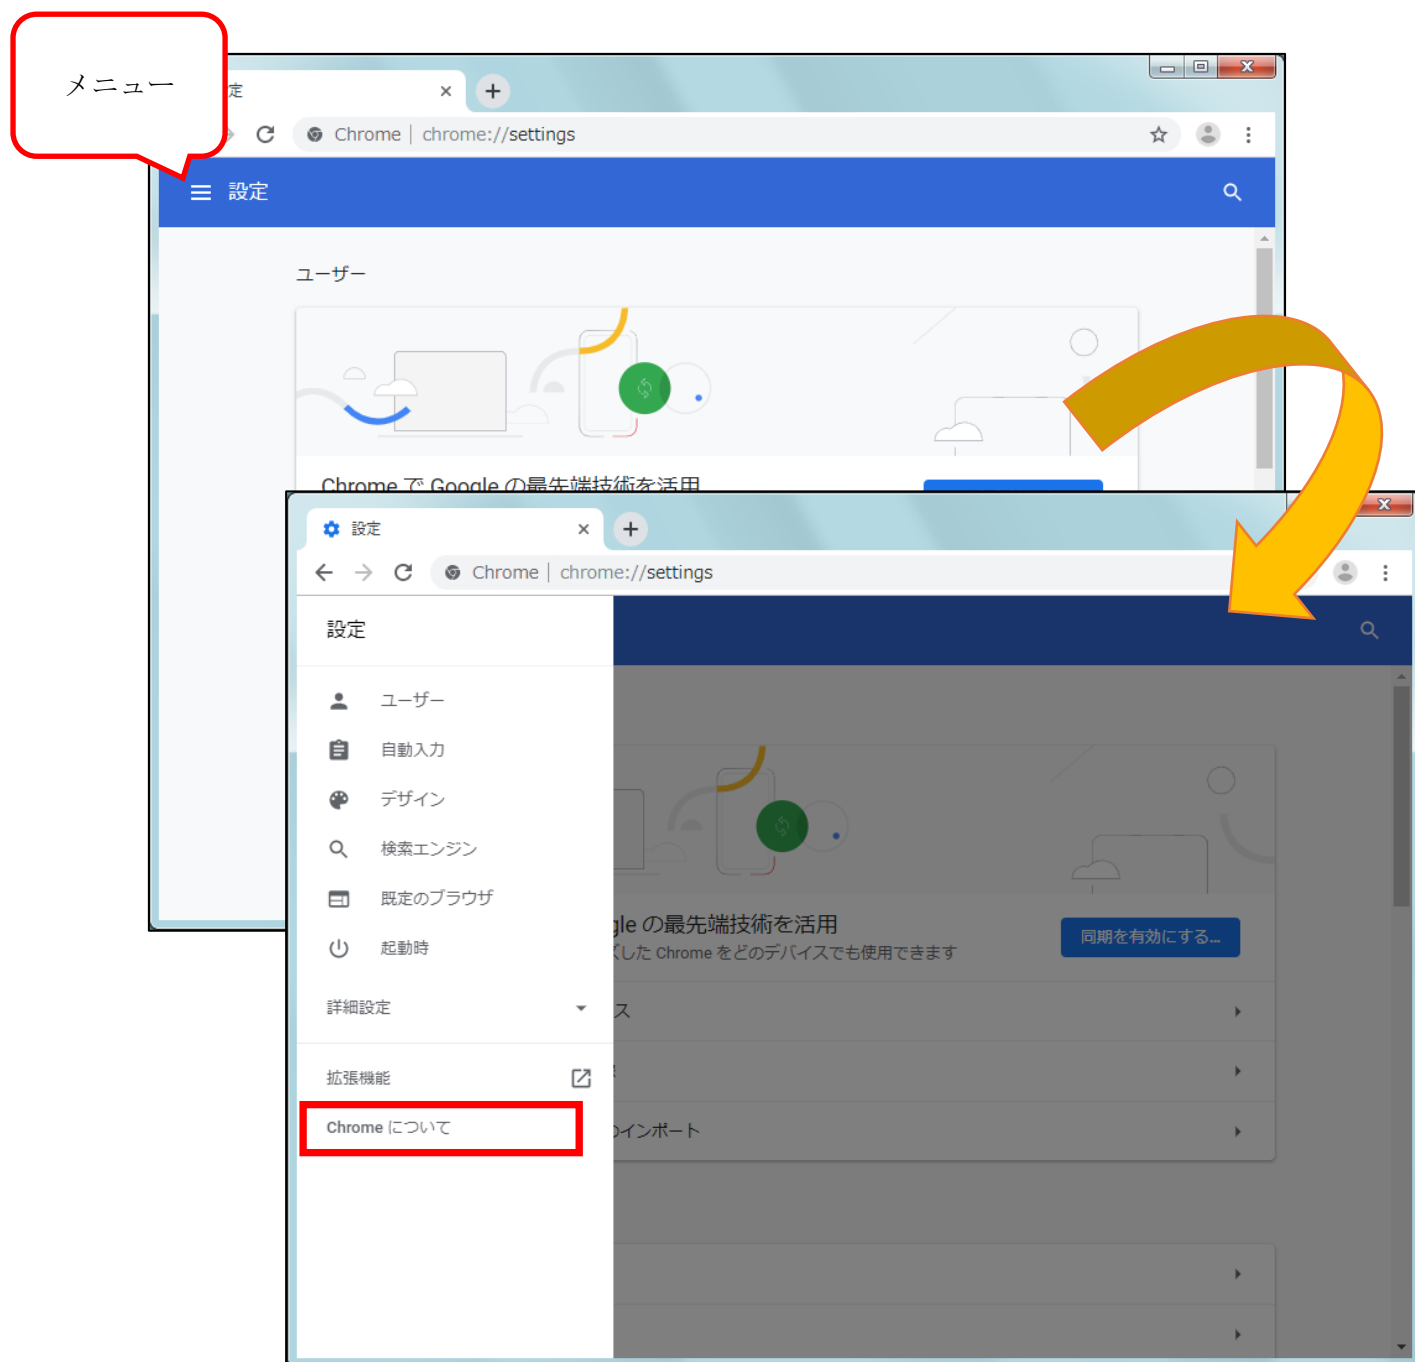 メニュー
定
Chrome | chrome://settings
設定
ユーザー
Chrome で Google の最先端技術を活用
設定
Chrome | chrome://settings
設定
ユーザー
自動入力
デザイン
検索エンジン
既定のブラウザ
起動時
gle の最先端技術を活用
した Chrome をどのデバイスでも使用できます
同期を有効にする...
詳細設定
ス
拡張機能
Chrome について
のインポート